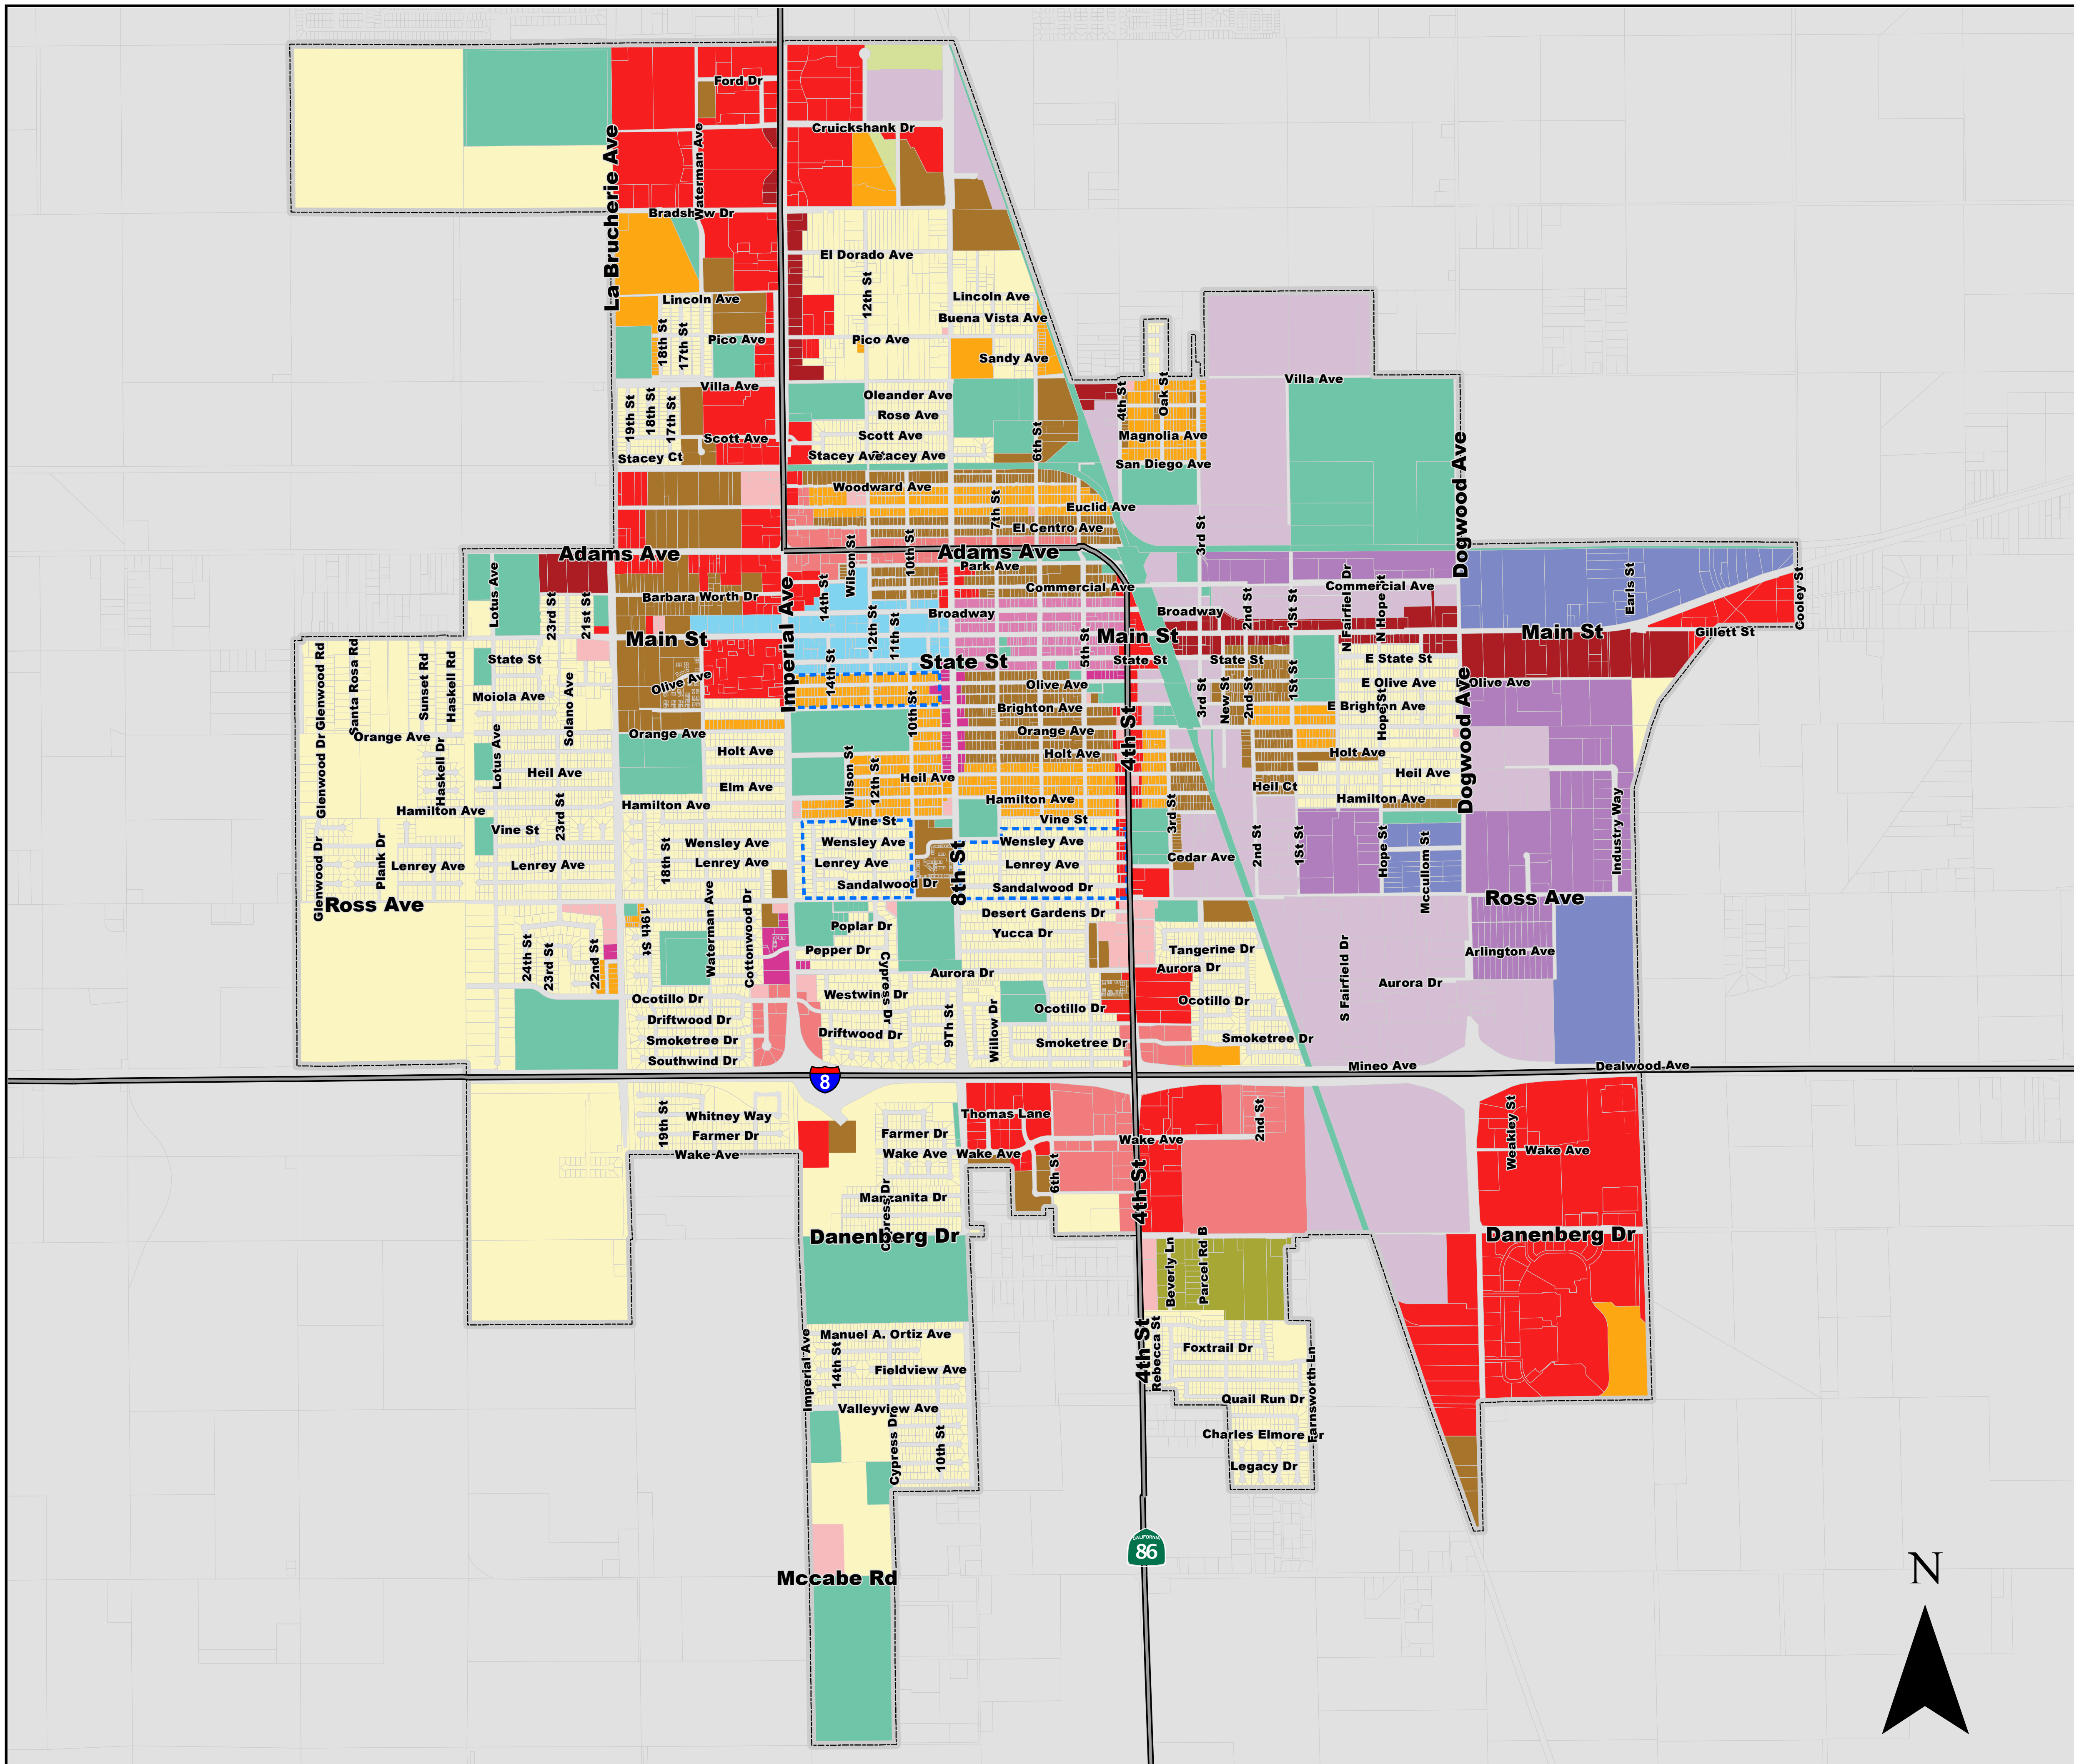 Ford Dr
Cruickshank Dr
La Brucherie Ave
Waterman Ave
Bradshaw Dr
El Dorado Ave
12th St
Lincoln Ave
Lincoln Ave
Buena Vista Ave
18th St
17th St
Pico Ave
Pico Ave
Sandy Ave
Villa Ave
Villa Ave
Oleander Ave
4th St
Oak St
19th St
18th St
17th St
Rose Ave
Scott Ave
Scott Ave
6th St
Magnolia Ave
Stacey Ct
Stacey Ave
Stacey Ave
San Diego Ave
Dogwood Ave
Woodward Ave
7th St
Euclid Ave
El Centro Ave
3rd St
Adams Ave
Adams Ave
10th St
Wilson St
Park Ave
Lotus Ave
23rd St
21st St
Barbara Worth Dr
Imperial Ave
14th St
Commercial Ave
Commercial Ave
N Fairfield Dr
N Hope St
Earls St
Cooley St
2nd St
1St St
Broadway
Broadway
12th St
11th St
Main St
Main St
Main St
Gillett St
5th St
State St
State St
State St
State St
E State St
Glenwood Rd
Santa Rosa Rd
Sunset Rd
Haskell Rd
Moiola Ave
Solano Ave
Olive Ave
14th St
Olive Ave
E Olive Ave
Olive Ave
1St St
3rd St
New St
2nd St
Hope St
10th St
Brighton Ave
E Brighton Ave
Orange Ave
Orange Ave
Orange Ave
4th St
Glenwood Dr
Haskell Dr
Lotus Ave
Holt Ave
Holt Ave
Holt Ave
Dogwood Ave
Heil Ave
Heil Ave
Heil Ave
Wilson St
12th St
Elm Ave
Heil Ct
Hamilton Ave
Hamilton Ave
Hamilton Ave
Hamilton Ave
Industry Way
23rd St
Vine St
Vine St
Vine St
3rd St
Glenwood Dr
Plank Dr
18th St
Wensley Ave
Wensley Ave
Wensley Ave
2nd St
1St St
Hope St
Mccullom St
Lenrey Ave
Lenrey Ave
Lenrey Ave
Lenrey Ave
Lenrey Ave
Cedar Ave
8th St
Sandalwood Dr
Sandalwood Dr
Ross Ave
Ross Ave
Waterman Ave
Cottonwood Dr
Desert Gardens Dr
19th St
Poplar Dr
Yucca Dr
24th St
23rd St
22nd St
Pepper Dr
Cypress Dr
Tangerine Dr
Arlington Ave
Aurora Dr
Aurora Dr
Aurora Dr
S Fairfield Dr
Westwind Dr
Ocotillo Dr
Ocotillo Dr
Ocotillo Dr
9Th St
Willow Dr
Driftwood Dr
Driftwood Dr
Smoketree Dr
Smoketree Dr
Smoketree Dr
Southwind Dr
Mineo Ave
Dealwood Ave
8
Whitney Way
Thomas Lane
19th St
Farmer Dr
Farmer Dr
2nd St
Weakley St
Wake Ave
Wake Ave
Wake Ave
Wake Ave
Wake Ave
6th St
4th St
Manzanita Dr
Cypress Dr
Danenberg Dr
Danenberg Dr
Beverly Ln
Parcel Rd B
Imperial Ave
14th St
Manuel A. Ortiz Ave
4th St
Rebecca St
Foxtrail Dr
Farnsworth Ln
Fieldview Ave
Quail Run Dr
Valleyview Ave
Cypress Dr
10th St
Charles Elmore Dr
Legacy Dr
CALIFORNIA
86
Mccabe Rd
N